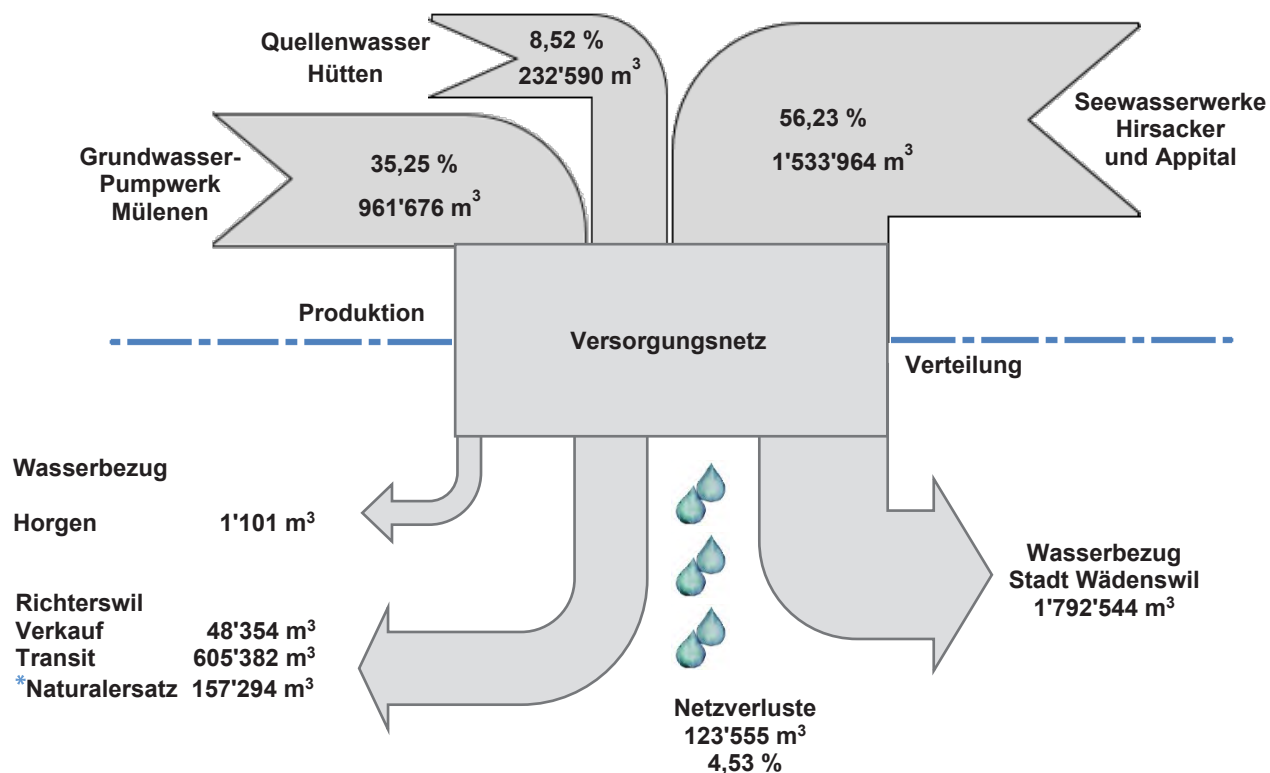 Quellenwasser
Hütten
8,52 %
232'590 m³
Grundwasser-
Pumpwerk
Mülenen
35,25 %
961'676 m³
56,23 %
1'533'964 m³
Seewasserwerke
Hirsacker
und Appital
Produktion
Versorgungsnetz
Verteilung
Wasserbezug
Horgen 1'101 m³
Richterswil
Verkauf 48'354 m³
Transit 605'382 m³
*Naturalersatz 157'294 m³
Netzverluste
123'555 m³
4,53 %
Wasserbezug
Stadt Wädenswil
1'792'544 m³